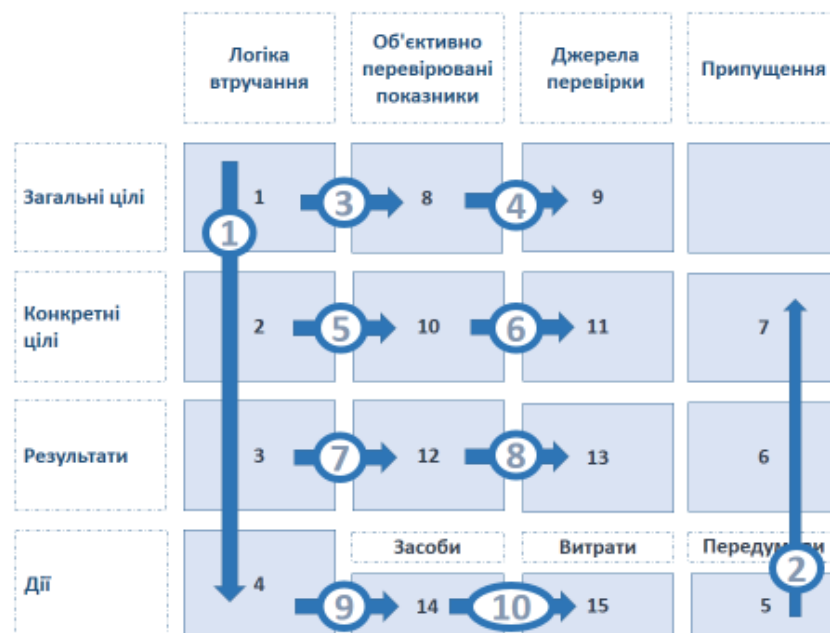 Логіка
втручання
Об'єктивно
перевірювані
показники
Джерела
перевірки
Припущення
Загальні цілі
1
1
3
8
4
9
Конкретні
цілі
2
5
10
6
11
7
Результати
3
7
12
8
13
6
Засоби
Витрати
Передумови
Дії
4
9
14
10
15
5
2